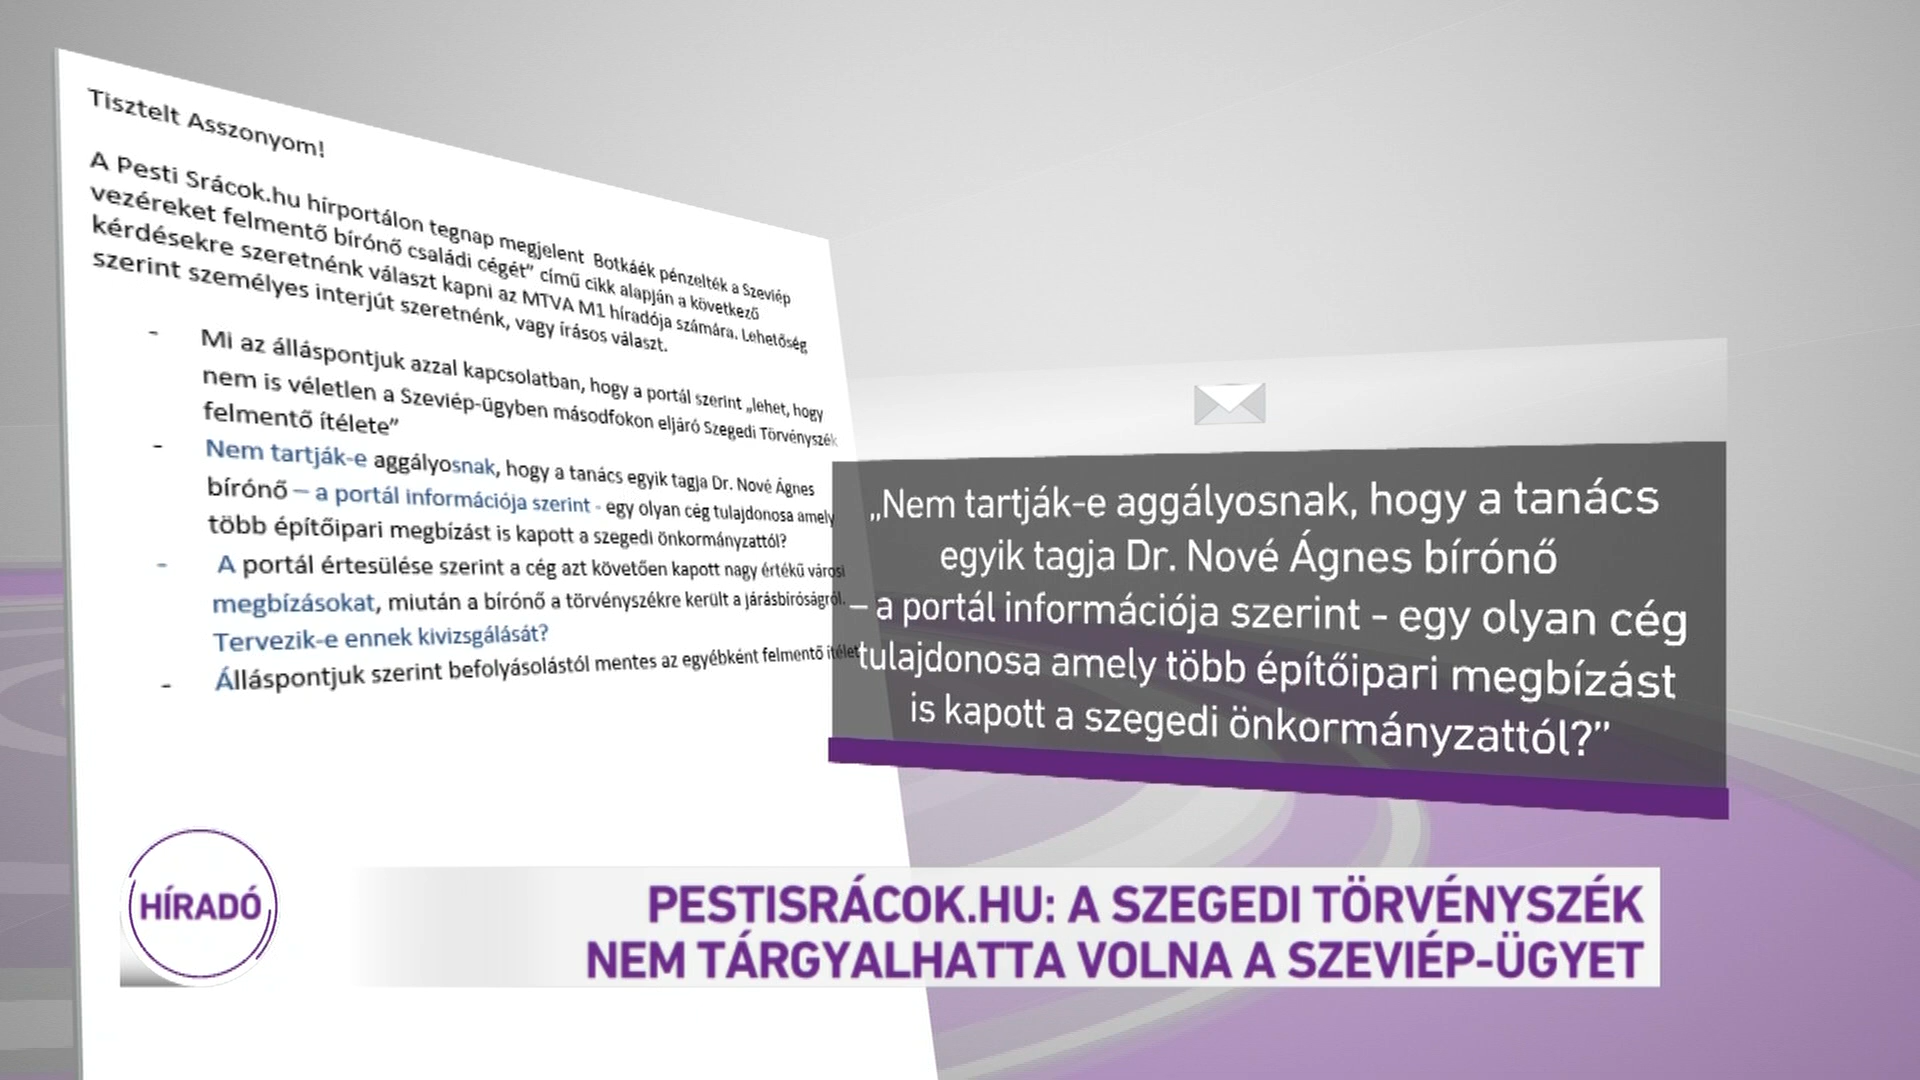 Tisztelt Asszonyom!
A Pesti Srácok.hu hírportálon tegnap megjelent Botkáék pénzelték a Szeviép
vezéreket felmentő bírónő családi cégét” című cikk alapján a következő
kérdésekre szeretnénk választ kapni az MTVA M1 híradója számára. Lehetőség
szerint személyes interjút szeretnénk, vagy írásos választ.
- Mi az álláspontjuk azzal kapcsolatban, hogy a portál szerint „lehet, hogy
nem is véletlen a Szeviép-ügyben másodfokon eljáró Szegedi Törvényszék
felmentő ítélete”
- Nem tartják-e aggályosnak, hogy a tanács egyik tagja Dr. Nové Ágnes
bírónő – a portál információja szerint - egy olyan cég tulajdonosa amely
több építőipari megbízást is kapott a szegedi önkormányzattól?
- A portál értesülése szerint a cég azt követően kapott nagy értékű városi
megbízásokat, miután a bírónő a törvényszékre került a járásbíróságról.
Tervezik-e ennek kivizsgálását?
- Álláspontjuk szerint befolyásolástól mentes az egyébként felmentő ítélet
„Nem tartják-e aggályosnak, hogy a tanács
egyik tagja Dr. Nové Ágnes bírónő
– a portál információja szerint - egy olyan cég
tulajdonosa amely több építőipari megbízást
is kapott a szegedi önkormányzattól?”
HÍRADÓ
PESTISRÁCOK.HU: A SZEGEDI TÖRVÉNYSZÉK
NEM TÁRGYALHATTA VOLNA A SZEVIÉP-ÜGYET